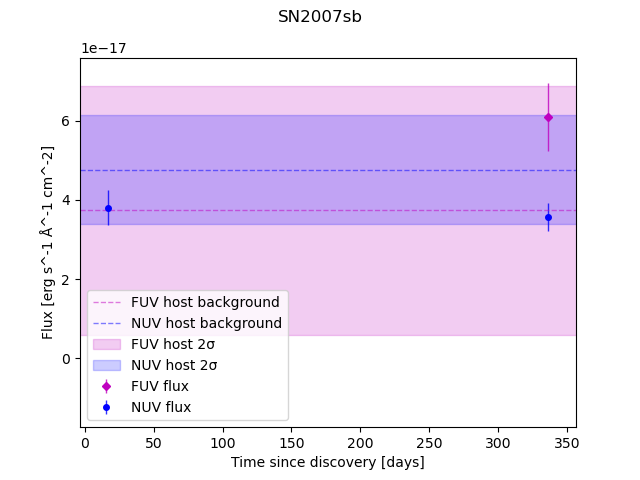 SN2007sb
1e−17
6
4
2
0
Flux [erg s^-1 Å^-1 cm^-2]
FUV host background
NUV host background
FUV host 2σ
NUV host 2σ
FUV flux
NUV flux
0 50 100 150 200 250 300 350
Time since discovery [days]